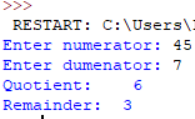 >>>
RESTART: C:\Users\
Enter numerator: 45
Enter dumenator: 7
Quotient: 6
Remainder: 3